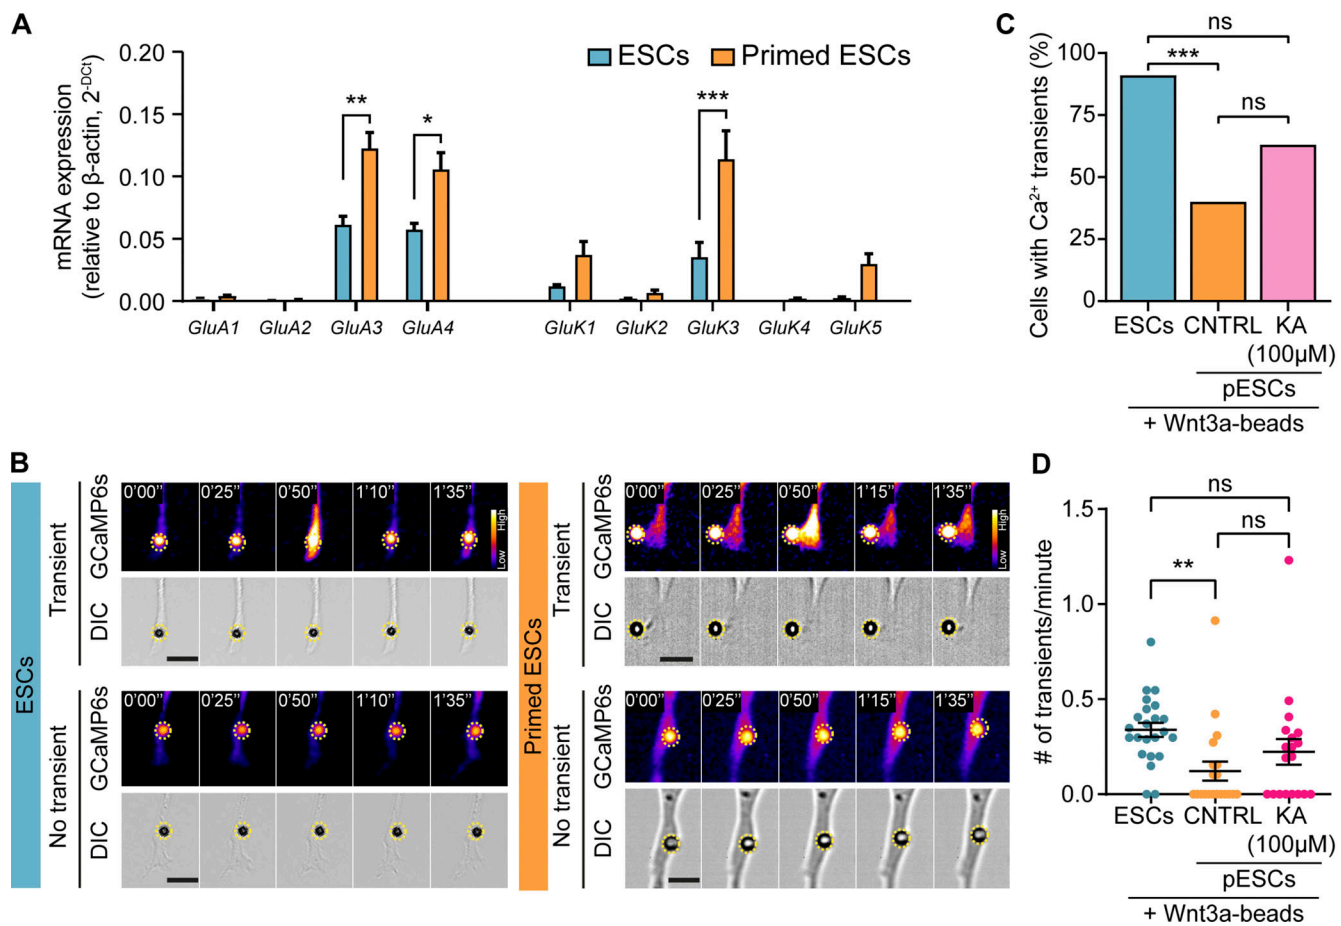 A
mRNA expression
(relative to β-actin, 2-DCt)
0.20
0.15
0.10
0.05
0.00
ESCs
Primed ESCs
**
*
***
GluA1
GluA2
GluA3
GluA4
GluK1
GluK2
GluK3
GluK4
GluK5
C
Cells with Ca2+ transients (%)
100
75
50
25
0
ns
***
ns
ESCs
CNTRL
KA
(100µM)
pESCs
+ Wnt3a-beads
B
ESCs
Transient
GCaMP6s
0’00’’
0’25’’
0’50’’
1’10’’
1’35’’
High
Low
DIC
No transient
GCaMP6s
0’00’’
0’25’’
0’50’’
1’10’’
1’35’’
DIC
Primed ESCs
Transient
GCaMP6s
0’00’’
0’25’’
0’50’’
1’15’’
1’35’’
High
Low
DIC
No transient
GCaMP6s
0’00’’
0’25’’
0’50’’
1’15’’
1’35’’
DIC
D
# of transients/minute
1.5
1.0
0.5
0.0
ns
ns
**
ESCs
CNTRL
KA
(100µM)
pESCs
+ Wnt3a-beads